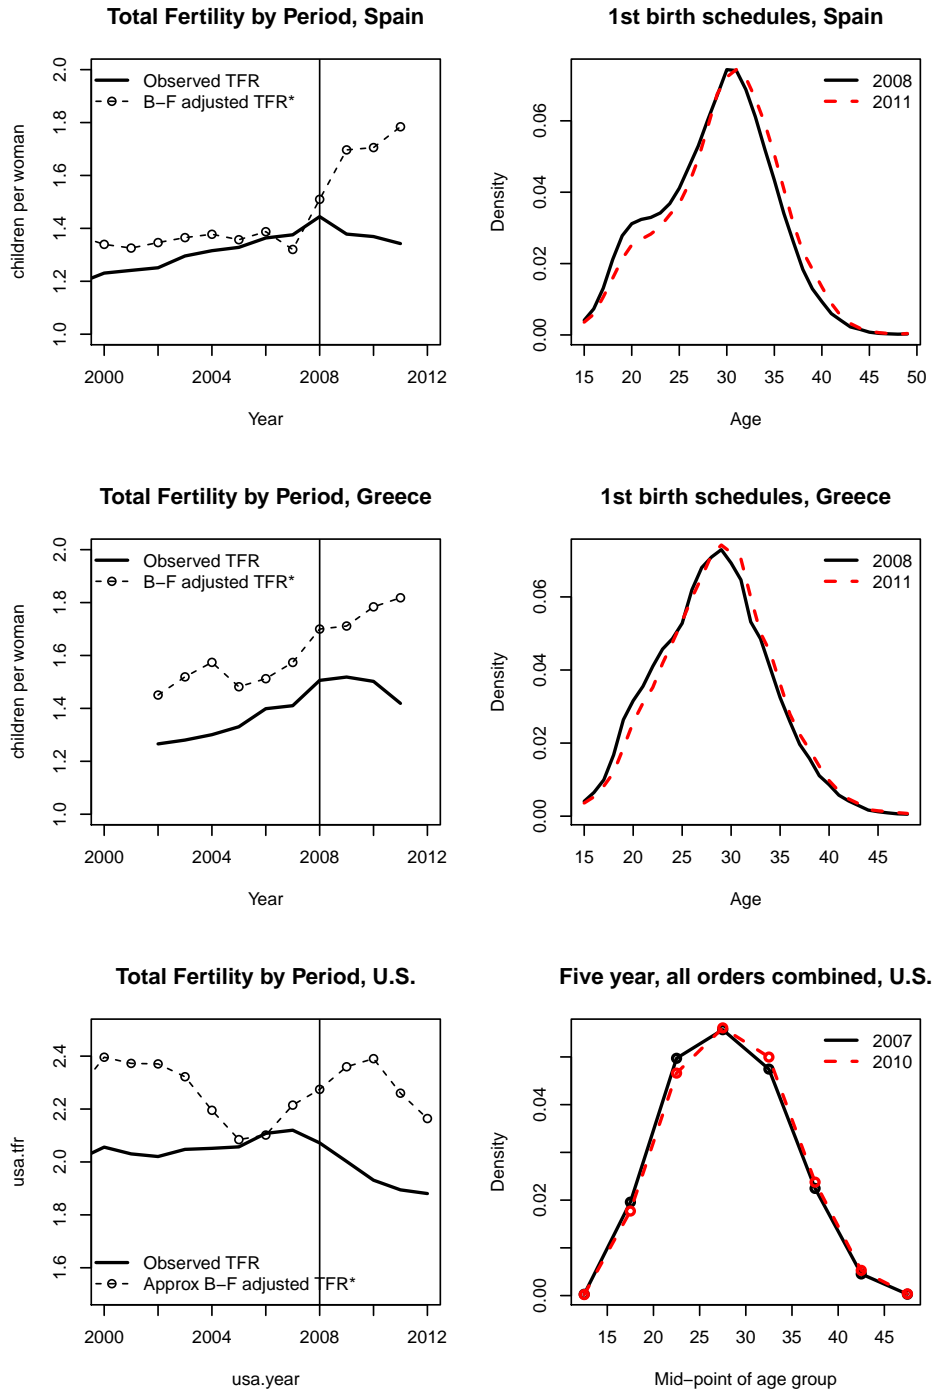 Total Fertility by Period, Spain
children per woman
2.0
1.8
1.6
1.4
1.2
1.0
Observed TFR
B−F adjusted TFR*
2000 2004 2008 2012
Year
1st birth schedules, Spain
Density
0.06
0.04
0.02
0.00
2008
2011
15 20 25 30 35 40 45 50
Age
Total Fertility by Period, Greece
children per woman
2.0
1.8
1.6
1.4
1.2
1.0
Observed TFR
B−F adjusted TFR*
2000 2004 2008 2012
Year
1st birth schedules, Greece
Density
0.06
0.04
0.02
0.00
2008
2011
15 20 25 30 35 40 45
Age
Total Fertility by Period, U.S.
usa.tfr
2.4
2.2
2.0
1.8
1.6
Observed TFR
Approx B−F adjusted TFR*
2000 2004 2008 2012
usa.year
Five year, all orders combined, U.S.
Density
0.04
0.02
0.00
2007
2010
15 20 25 30 35 40 45
Mid−point of age group